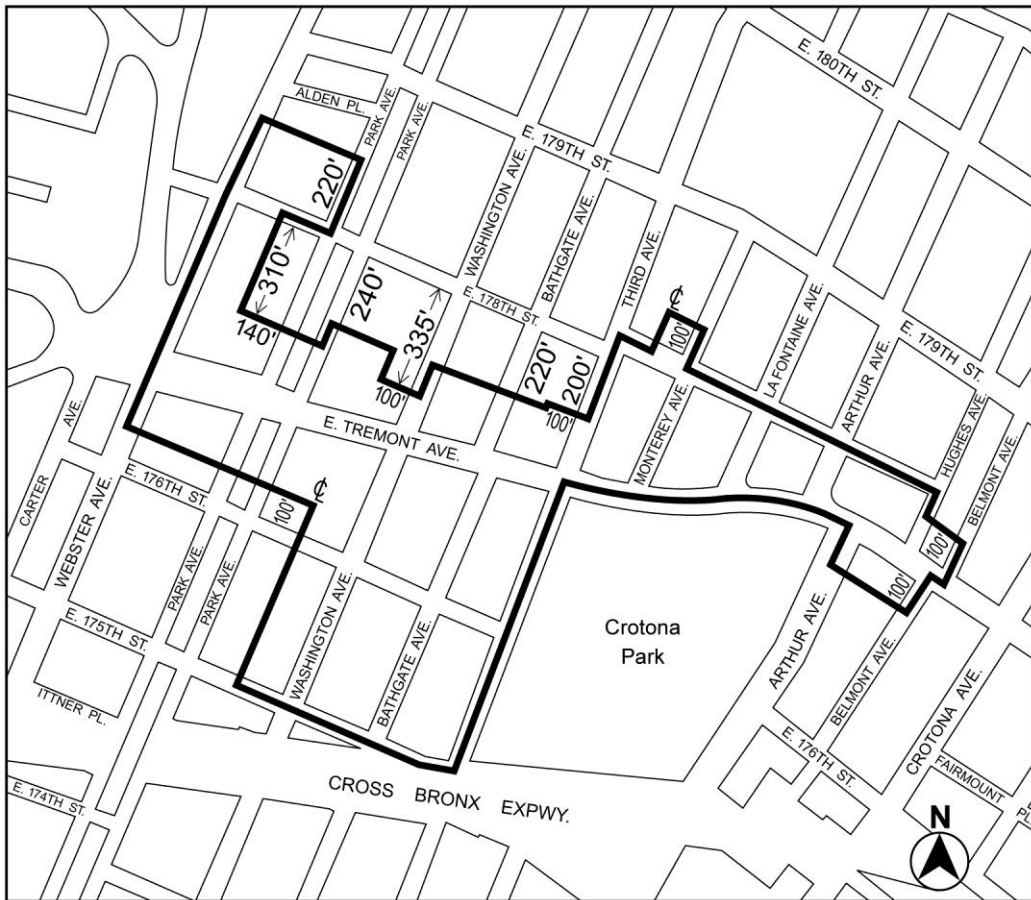 E. 180TH ST.
ALDEN PL.
PARK AVE.
PARK AVE.
E. 179TH ST.
220'
WASHINGTON AVE.
BATHGATE AVE.
THIRD AVE.
310'
240'
335'
E. 178TH ST.
℄
100'
LAFONTAINE AVE.
ARTHUR AVE.
E. 179TH ST.
140'
100'
220'
200'
100'
HUGHES AVE.
BELMONT AVE.
E. TREMONT AVE.
MONTEREY AVE.
CARTER
AVE.
WEBSTER AVE.
E. 176TH ST.
100'
℄
100'
100'
PARK AVE.
PARK AVE.
E. 175TH ST.
WASHINGTON AVE.
BATHGATE AVE.
Crotona
Park
ARTHUR AVE.
BELMONT AVE.
CROTONA AVE.
ITTNER PL.
E. 176TH ST.
FAIRMOUNT
PL.
E. 174TH ST.
CROSS BRONX EXPWY.
N